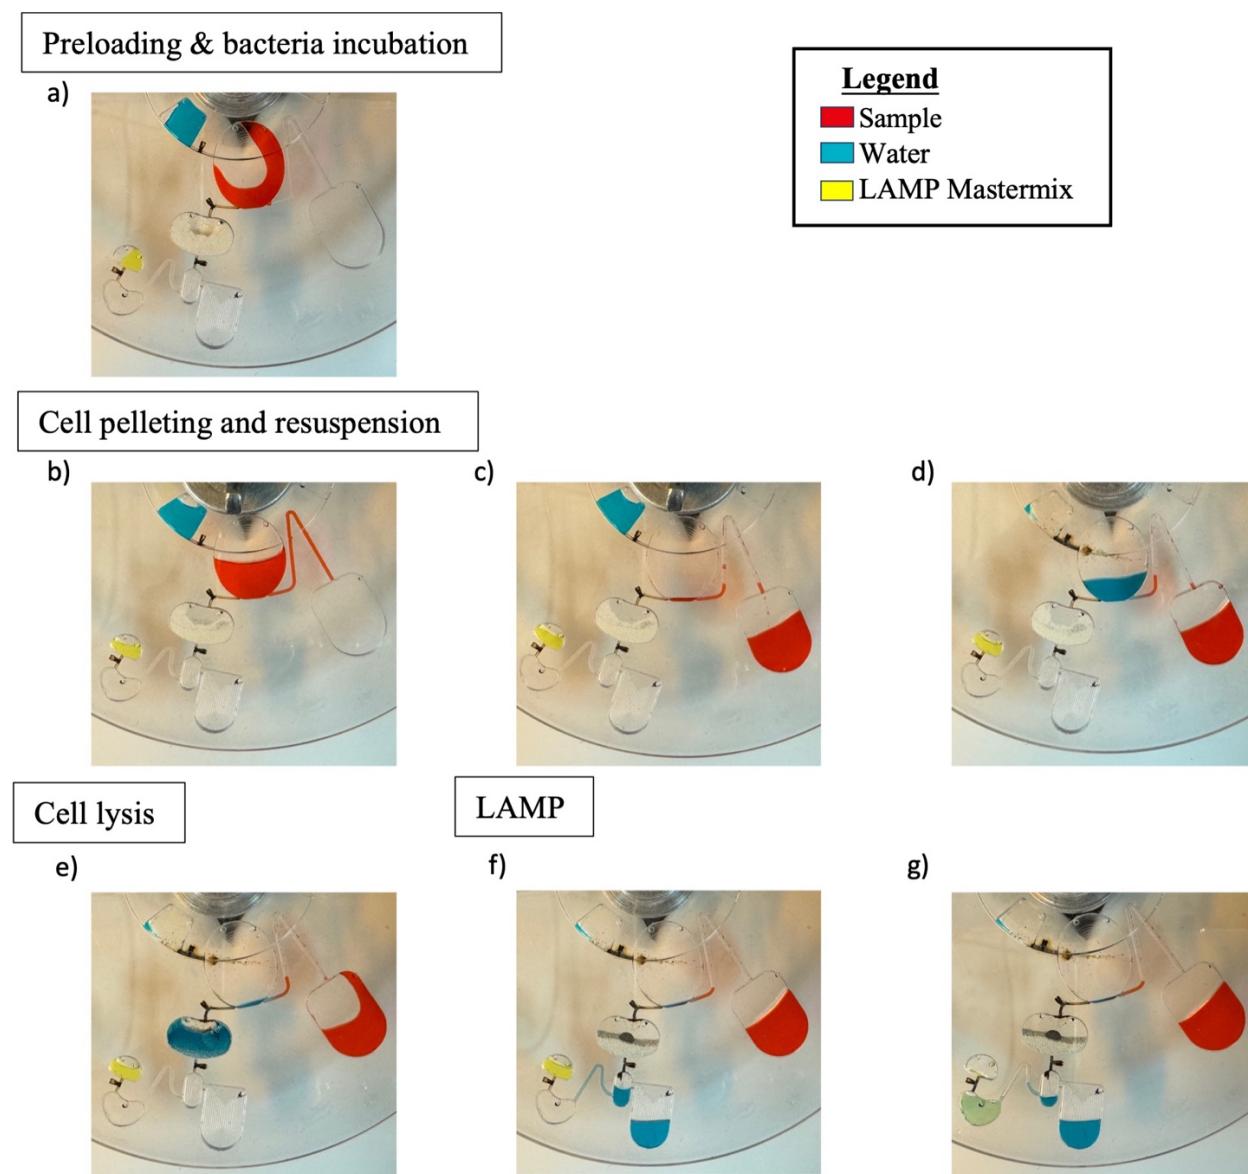 Preloading & bacteria incubation
Legend
Sample
Water
LAMP Mastermix
a)
Cell pelleting and resuspension
b)
c)
d)
Cell lysis
LAMP
e)
f)
g)